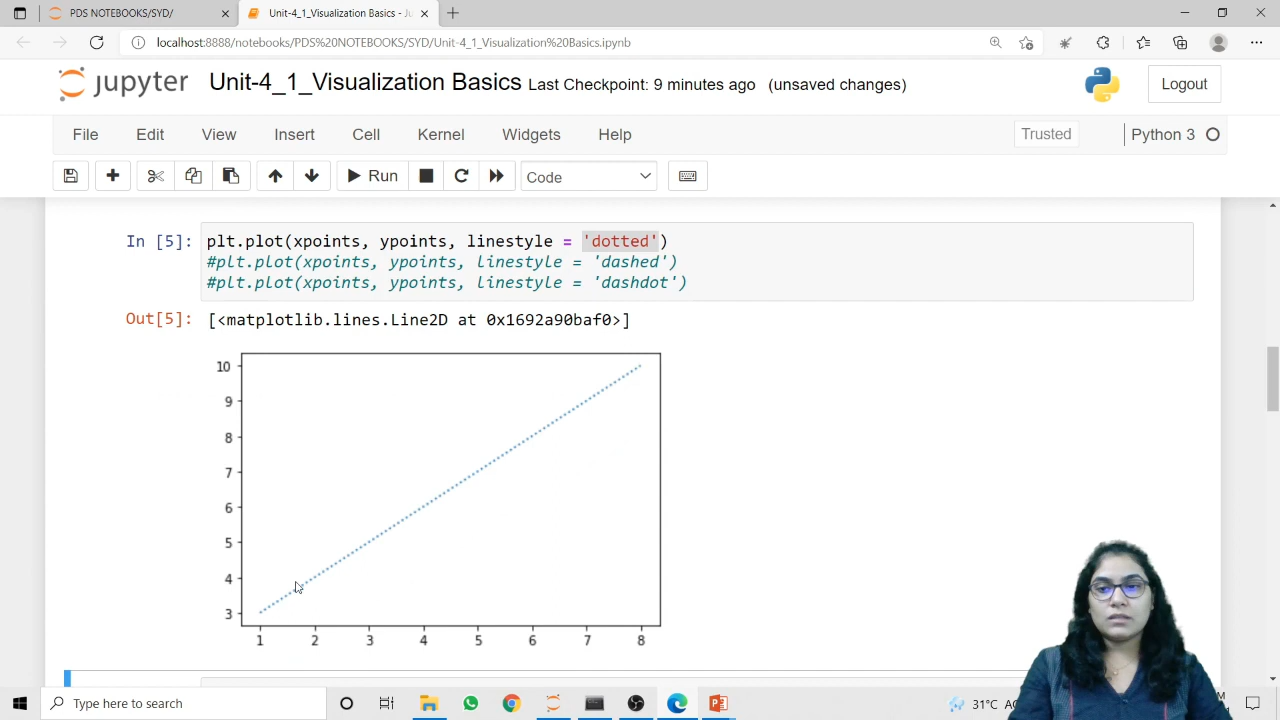 PDS NOTEBOOKS/SYD/
Unit-4_1_Visualization Basics - Ju
localhost:8888/notebooks/PDS%20NOTEBOOKS/SYD/Unit-4_1_Visualization%20Basics.ipynb
jupyter Unit-4_1_Visualization Basics Last Checkpoint: 9 minutes ago (unsaved changes)
Logout
File Edit View Insert Cell Kernel Widgets Help
Trusted
Python 3
Run
Code
In [5]: plt.plot(xpoints, ypoints, linestyle = 'dotted')
#plt.plot(xpoints, ypoints, linestyle = 'dashed')
#plt.plot(xpoints, ypoints, linestyle = 'dashdot')
Out[5]: [<matplotlib.lines.Line2D at 0x1692a90baf0>]
10
9
8
7
6
5
4
3
1 2 3 4 5 6 7 8
Type here to search
31°C